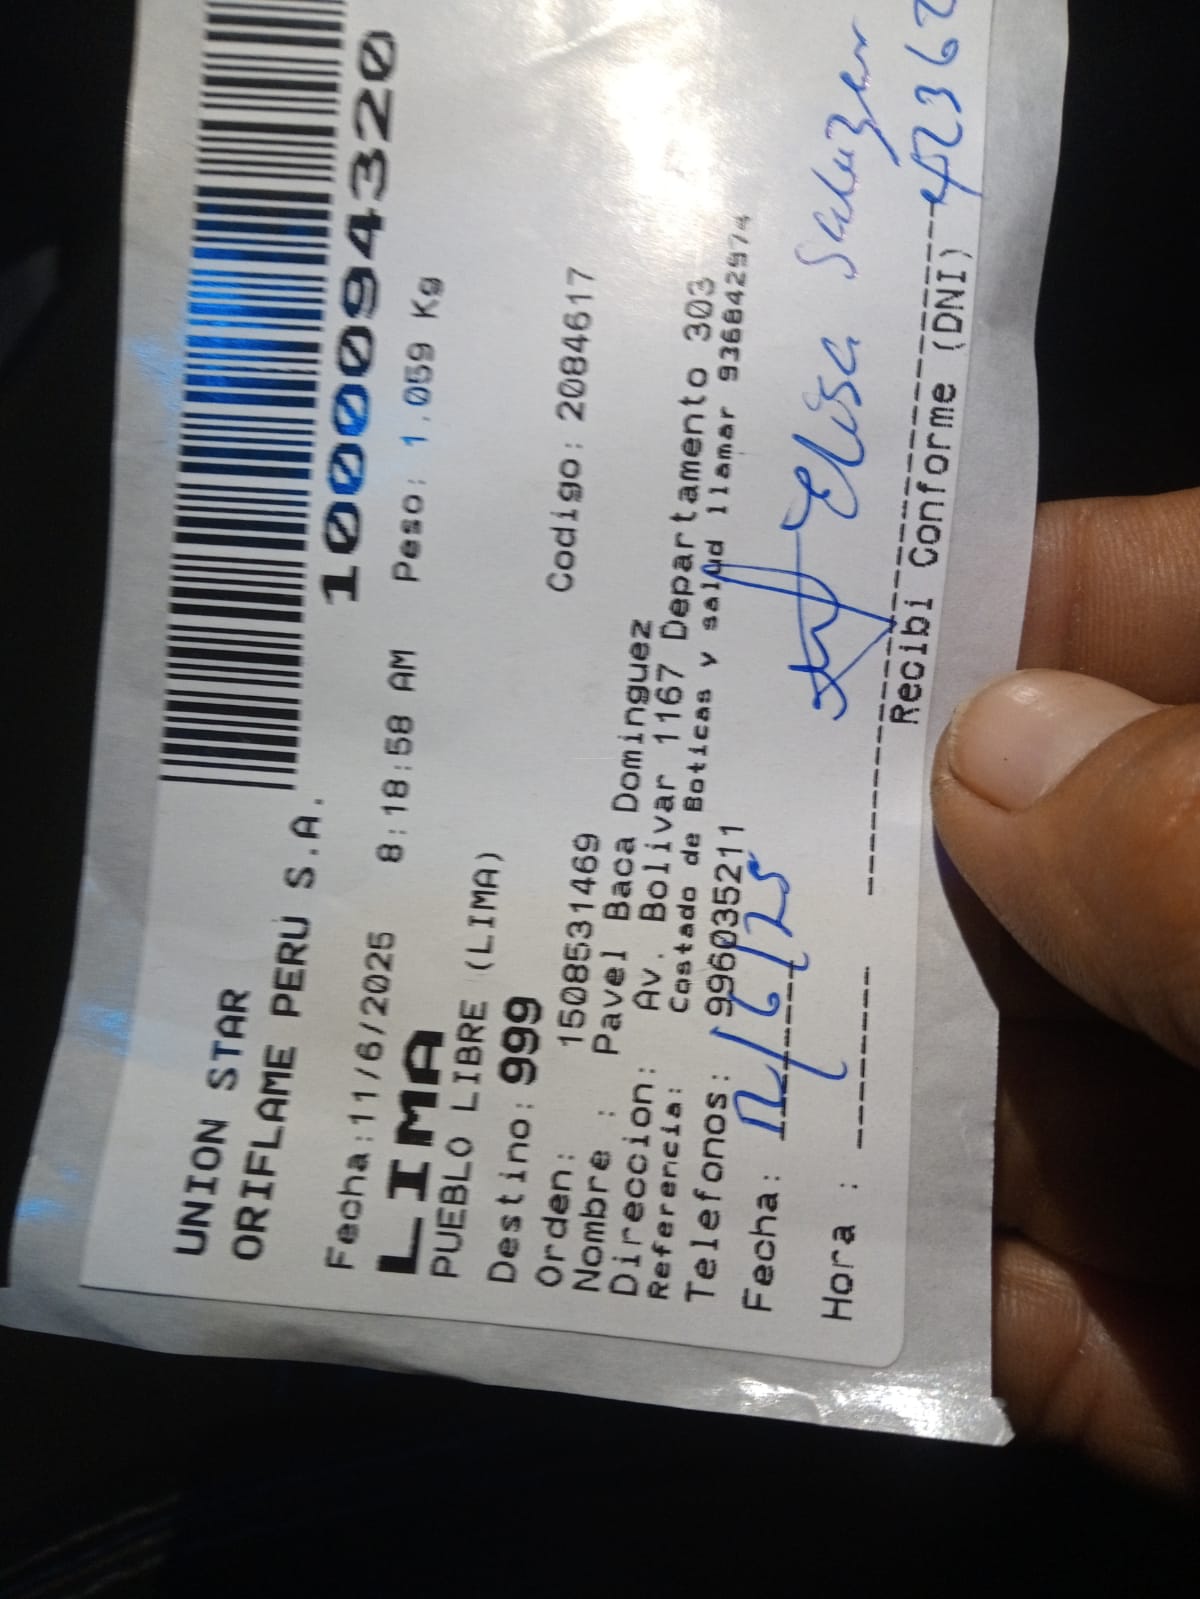 UNION STAR
ORIFLAME PERÚ S.A.
1000094320
Fecha:11/6/2025 8:18:58 AM Peso: 1.059 Kg
LIMA
PUEBLO LIBRE (LIMA)
Destino: 999
Orden: 1508531469 Codigo: 2084617
Nombre : Pavel Baca Dominguez
Direccion: Av. Bolivar 1167 Departamento 303
Referencia: Costado de Boticas y salud llamar 936842974
Telefonos: 996035211
Fecha: 12/6/25
Elisa
Hora :
Recibi Conforme (DNI)